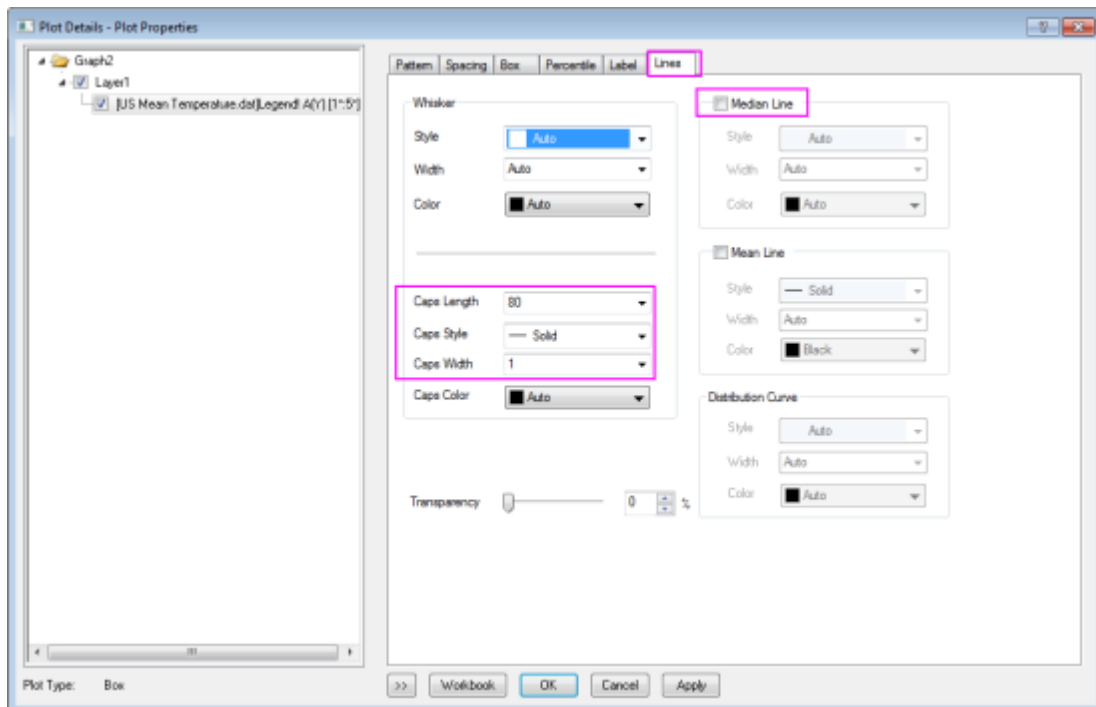 Plot Details - Plot Properties
Graph2
Layer1
[US Mean Temperature.dat]Legend! A(Y) [1*:5*]
Pattern Spacing Box Percentile Label Lines
Whisker
Style Auto
Width Auto
Color Auto
Caps Length 80
Caps Style Solid
Caps Width 1
Caps Color Auto
Transparency 0 %
Median Line
Style Auto
Width Auto
Color Auto
Mean Line
Style Solid
Width Auto
Color Black
Distribution Curve
Style Auto
Width Auto
Color Auto
Plot Type: Box
>> Workbook OK Cancel Apply